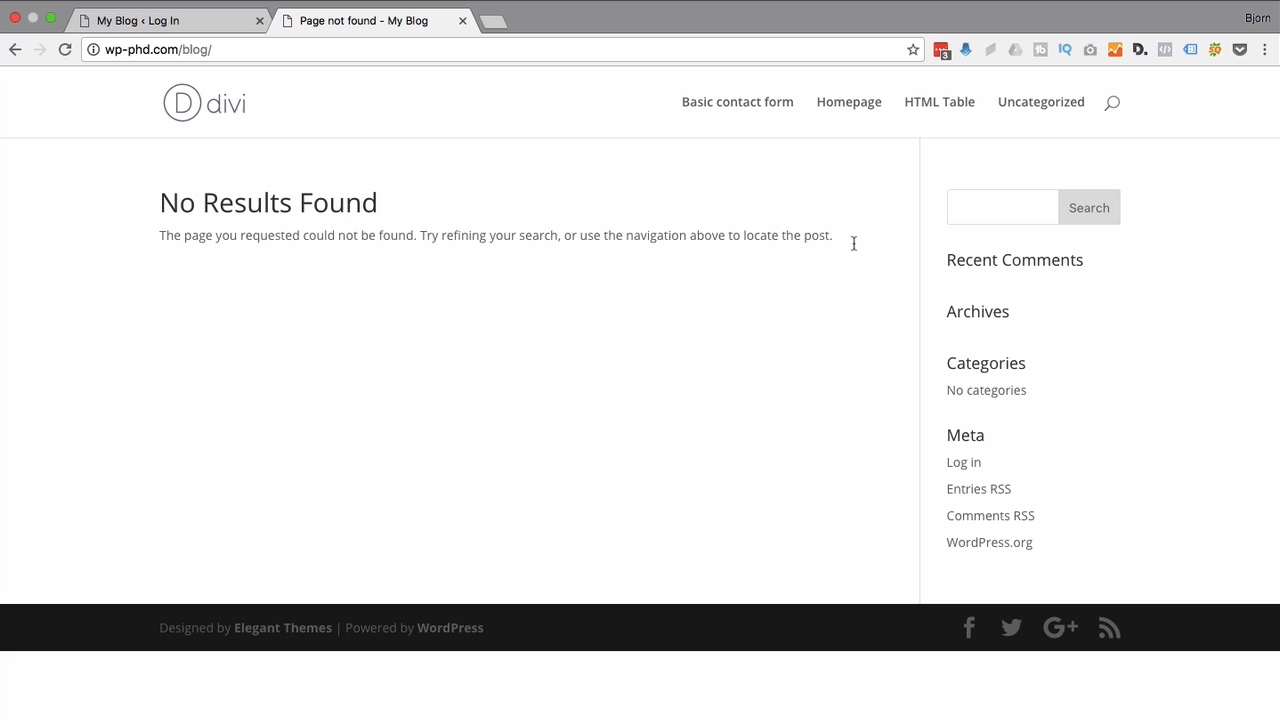 My Blog ‹ Log In
Page not found - My Blog
Bjorn
wp-phd.com/blog/
3
IQ
D.
D divi
Basic contact form
Homepage
HTML Table
Uncategorized
No Results Found
The page you requested could not be found. Try refining your search, or use the navigation above to locate the post.
Search
Recent Comments
Archives
Categories
No categories
Meta
Log in
Entries RSS
Comments RSS
WordPress.org
Designed by Elegant Themes | Powered by WordPress
G+